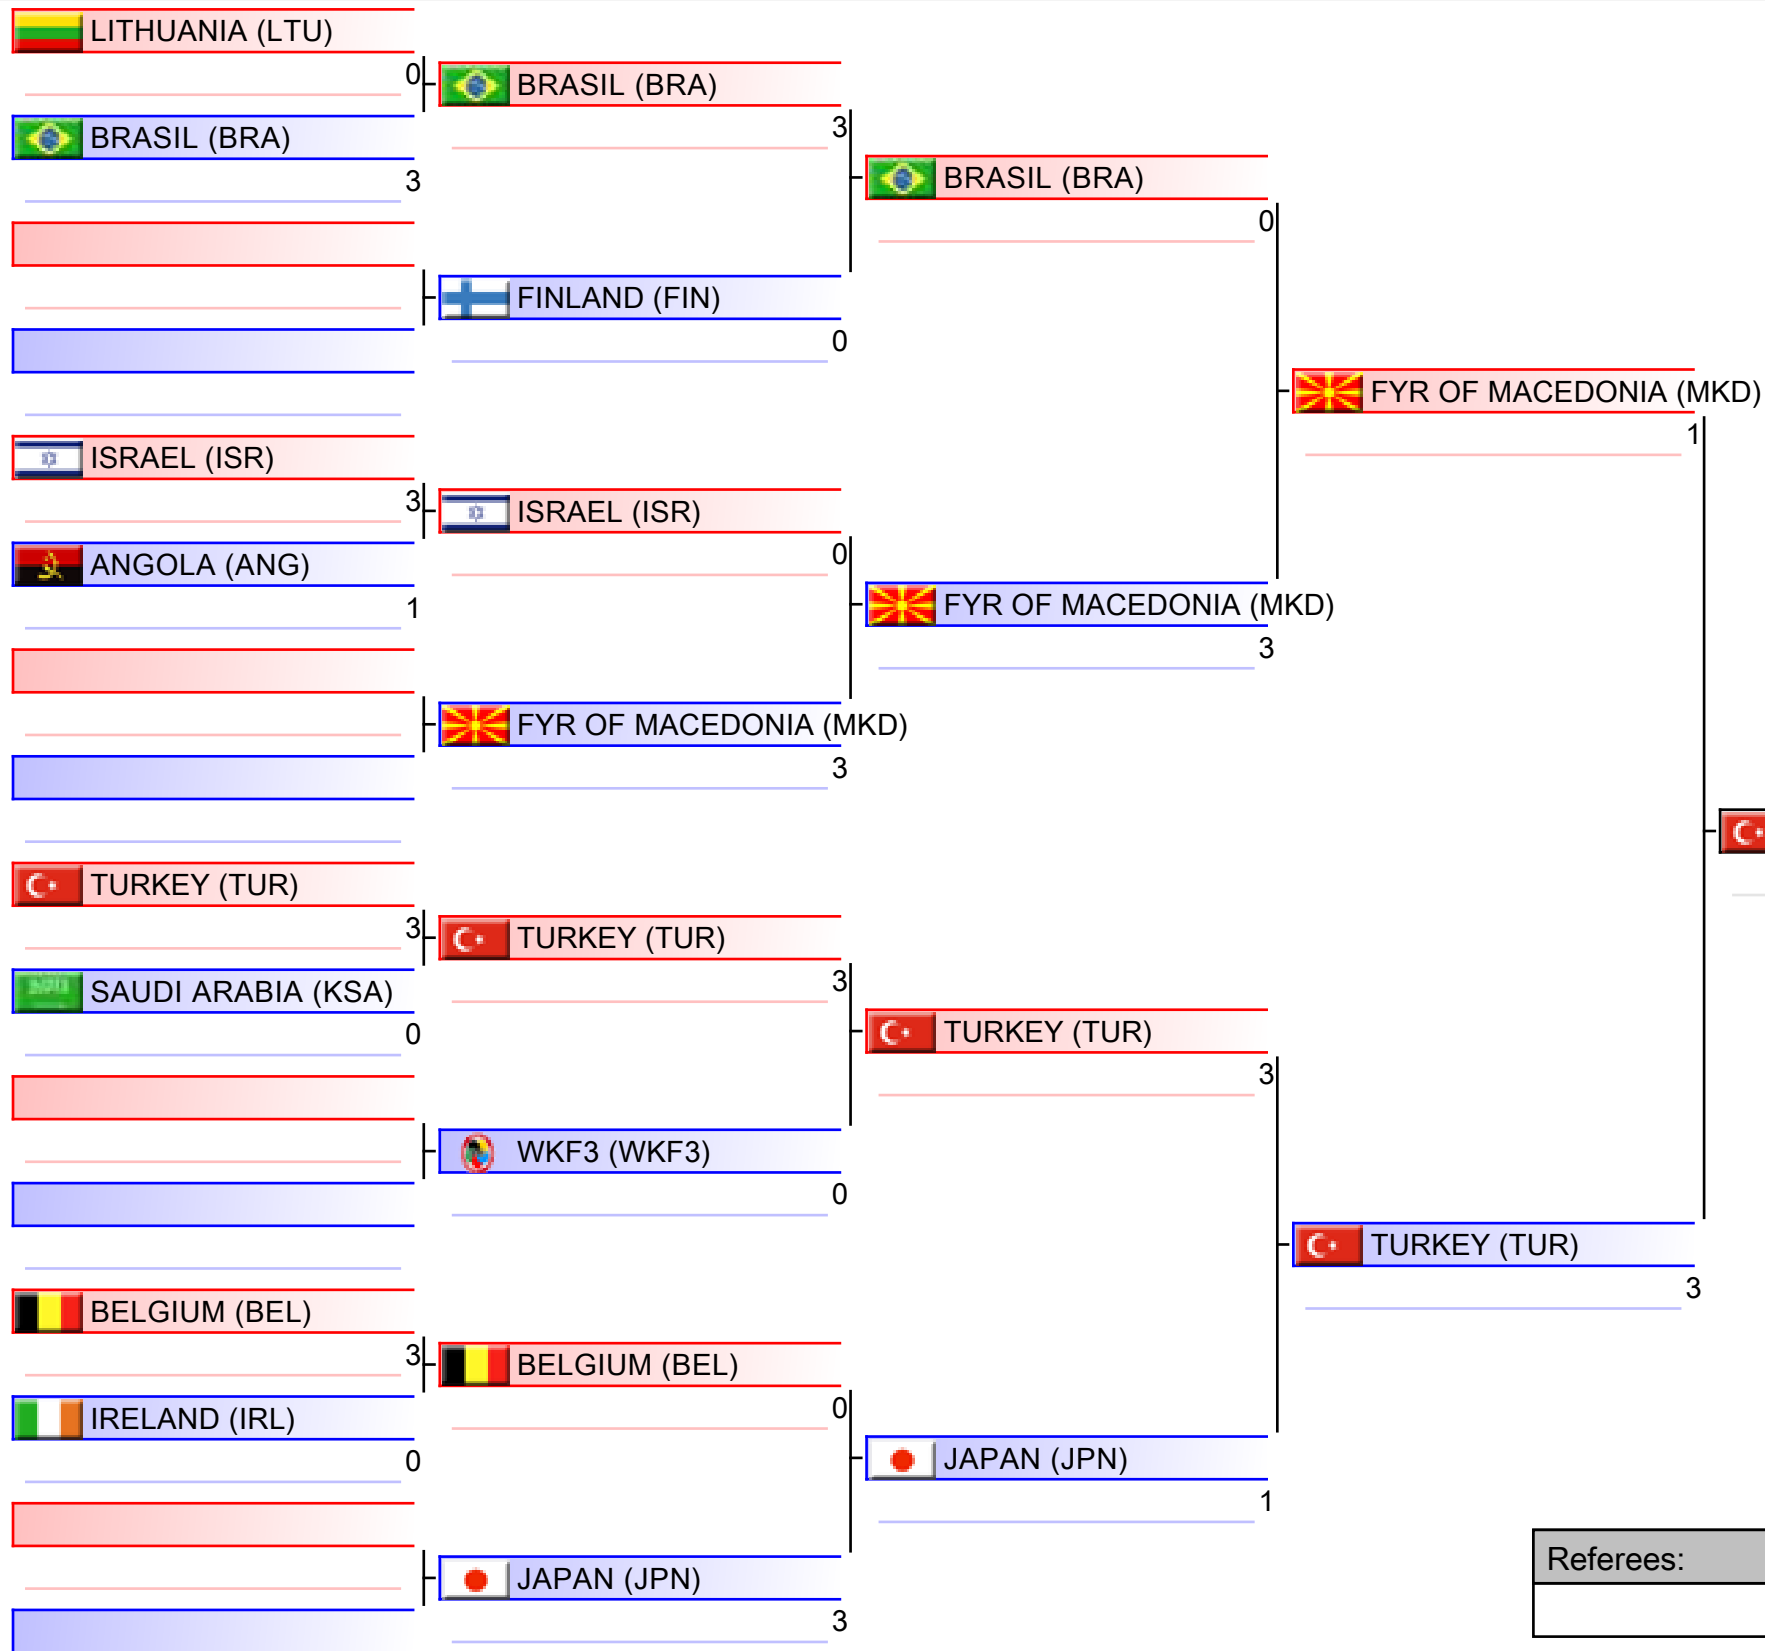 LITHUANIA (LTU)
0
BRASIL (BRA)
3
ISRAEL (ISR)
3
ANGOLA (ANG)
1
TURKEY (TUR)
3
SAUDI ARABIA (KSA)
0
BELGIUM (BEL)
3
IRELAND (IRL)
0
BRASIL (BRA)
3
FINLAND (FIN)
0
ISRAEL (ISR)
0
FYR OF MACEDONIA (MKD)
3
TURKEY (TUR)
3
WKF3 (WKF3)
0
BELGIUM (BEL)
0
JAPAN (JPN)
3
BRASIL (BRA)
0
FYR OF MACEDONIA (MKD)
3
TURKEY (TUR)
3
JAPAN (JPN)
1
FYR OF MACEDONIA (MKD)
1
TURKEY (TUR)
3
Referees: